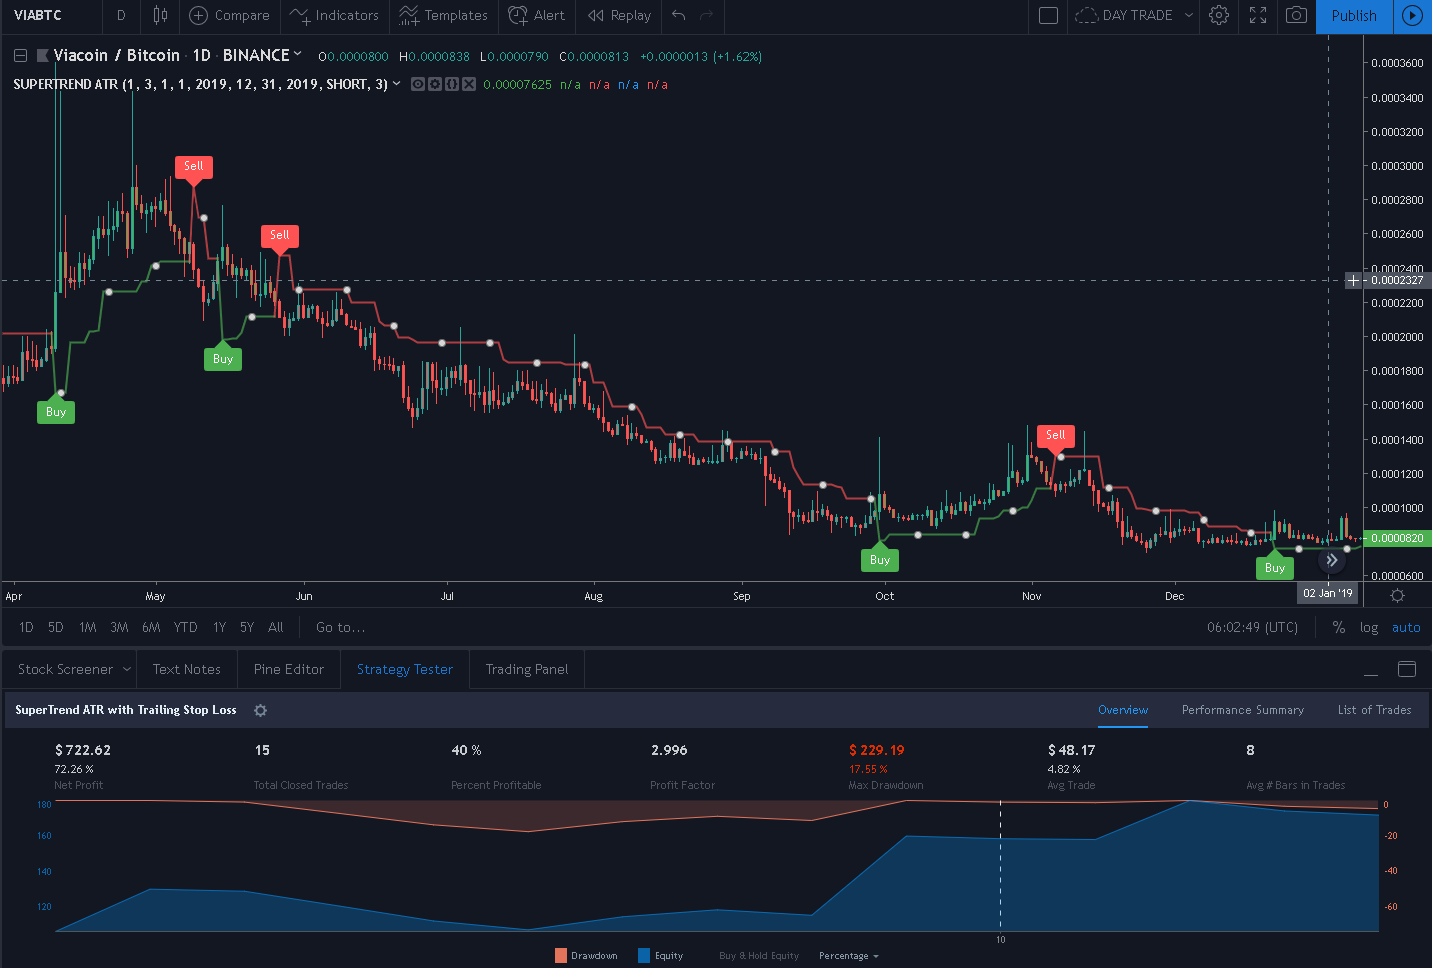 VIABTC D Compare Indicators Templates Alert Replay DAY TRADE Publish
Viacoin / Bitcoin · 1D · BINANCE O0.0000800 H0.0000838 L0.0000790 C0.0000813 +0.0000013 (+1.62%)
SUPERTREND ATR (1, 3, 1, 1, 2019, 12, 31, 2019, SHORT, 3) 0.00007625 n/a n/a n/a n/a
0.0003600
0.0003400
0.0003200
0.0003000
0.0002800
0.0002600
0.0002400
0.0002327
0.0002200
0.0002000
0.0001800
0.0001600
0.0001400
0.0001200
0.0001000
0.0000820
0.0000600
Sell
Sell
Buy
Buy
Sell
Buy
Buy
Apr May Jun Jul Aug Sep Oct Nov Dec 02 Jan '19
1D 5D 1M 3M 6M YTD 1Y 5Y All Go to... 06:02:49 (UTC) % log auto
Stock Screener Text Notes Pine Editor Strategy Tester Trading Panel
SuperTrend ATR with Trailing Stop Loss Overview Performance Summary List of Trades
$ 722.62 15 40 % 2.996 $ 229.19 $ 48.17 8
72.26 % 17.55 % 4.82 %
Net Profit Total Closed Trades Percent Profitable Profit Factor Max Drawdown Avg Trade Avg # Bars in Trades
180 0
160 -20
140 -40
120 -60
10
Drawdown Equity Buy & Hold Equity Percentage